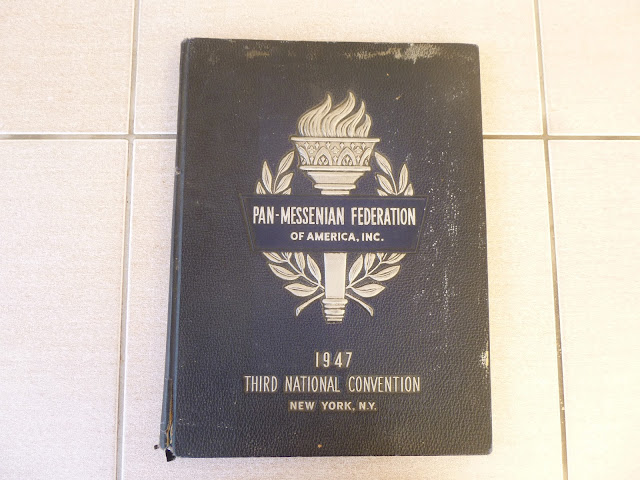 PAN-MESSENIAN FEDERATION
OF AMERICA, INC.
1947
THIRD NATIONAL CONVENTION
NEW YORK, N.Y.